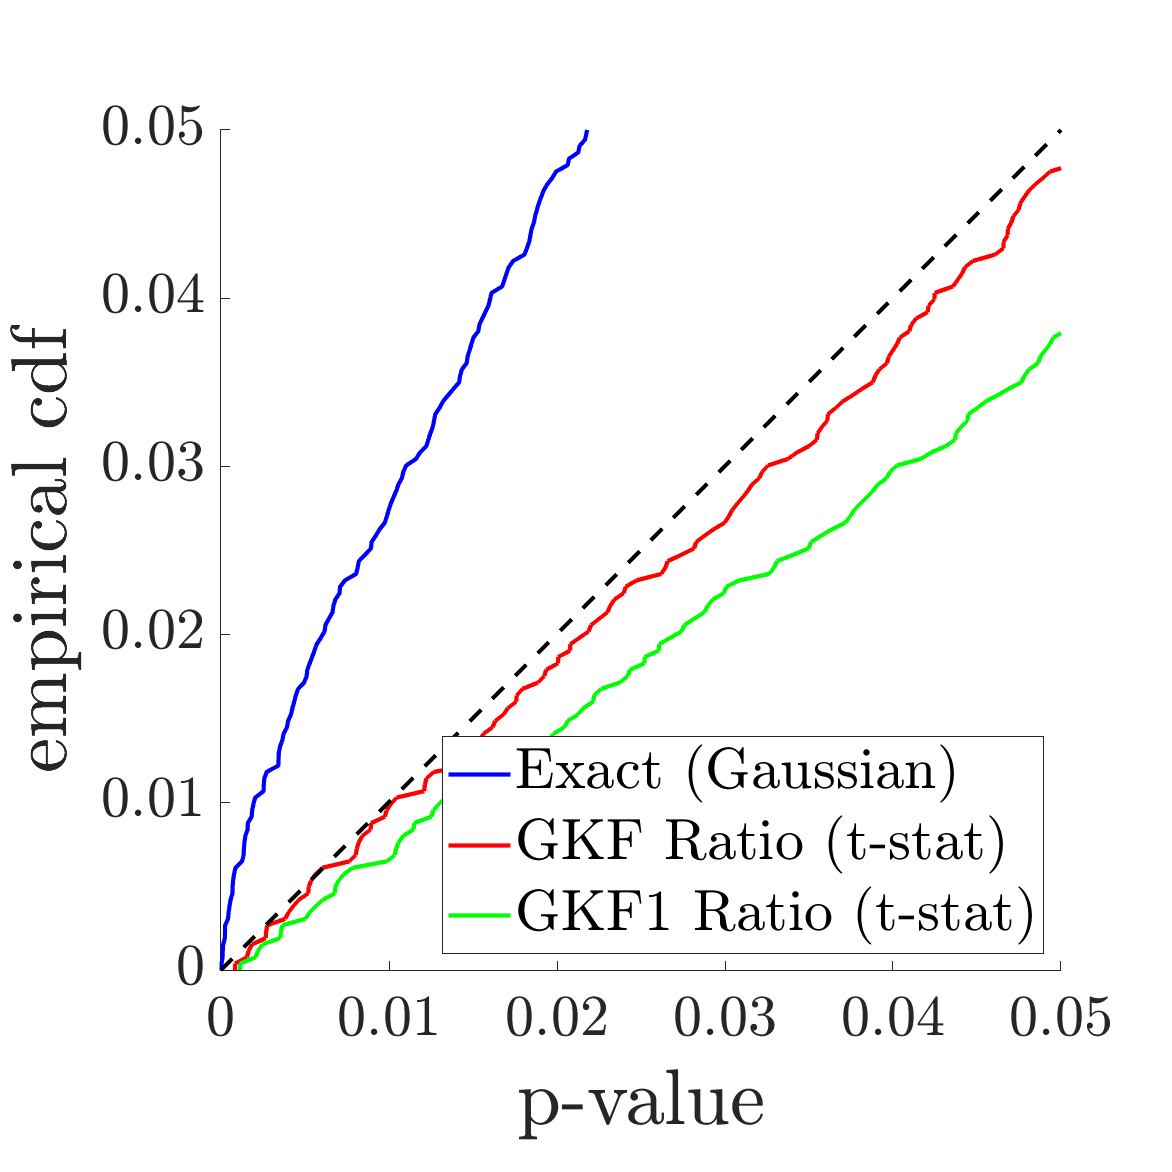 0.05
0.04
0.03
0.02
0.01
0
empirical cdf
Exact (Gaussian)
GKF Ratio (t-stat)
GKF1 Ratio (t-stat)
0 0.01 0.02 0.03 0.04 0.05
p-value